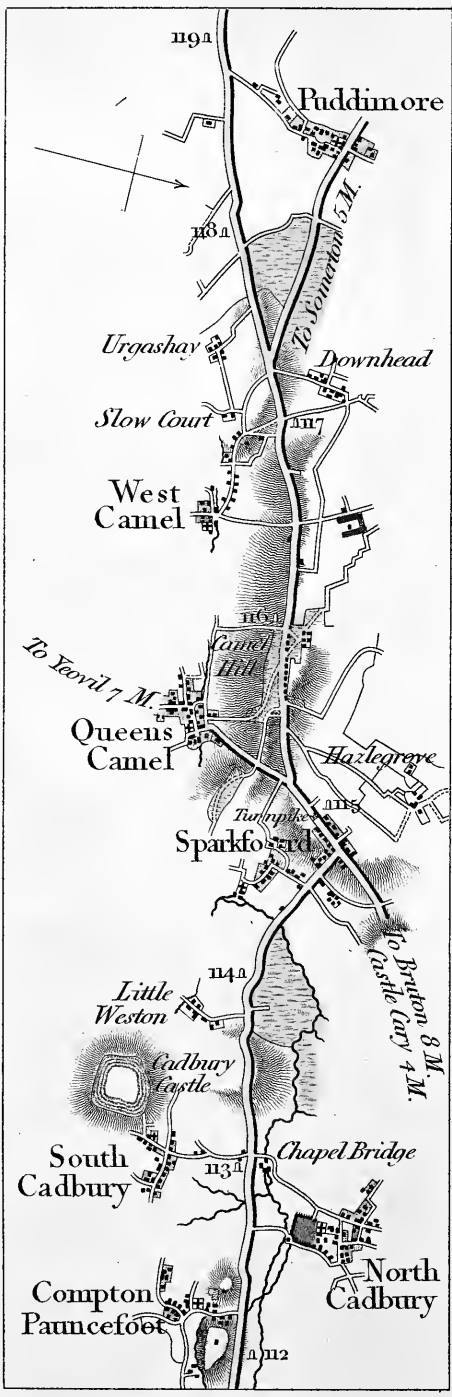 119
Puddimore
118
To Somerton 5 M.
Urgashay
Downhead
Slow Court
117
West
Camel
116
Camel
Hill
To Yeovil 7 M.
Queens
Camel
Hazlegrove
115
Turnpike
Sparkford
To Bruton 8 M.
Castle Cary 4 M.
114
Little
Weston
Cadbury
Castle
South
Cadbury
113
Chapel Bridge
North
Cadbury
Compton
Pauncefoot
112